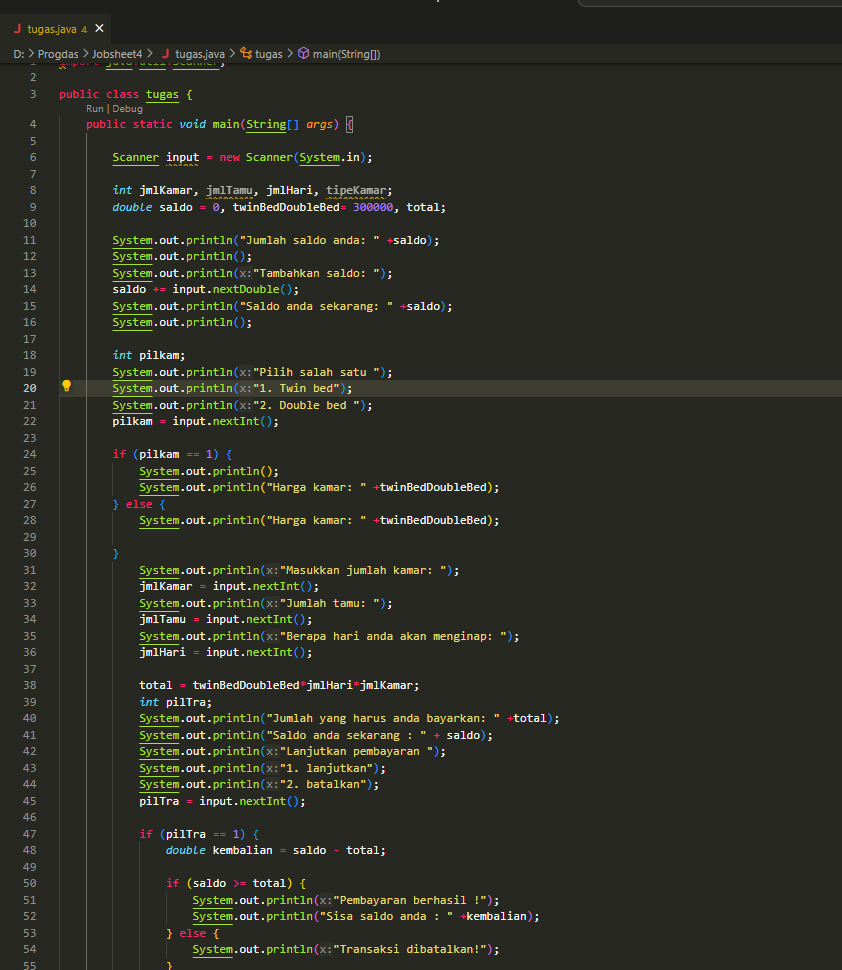 J tugas.java 4 ×
D: > Progdas > Jobsheet4 > J tugas.java > tugas > main(String[])
1 import java.util.Scanner;
2
3 public class tugas {
Run | Debug
4 public static void main(String[] args) {
5
6 Scanner input = new Scanner(System.in);
7
8 int jmlKamar, jmlTamu, jmlHari, tipeKamar;
9 double saldo = 0, twinBedDoubleBed= 300000, total;
10
11 System.out.println("Jumlah saldo anda: " +saldo);
12 System.out.println();
13 System.out.println(x:"Tambahkan saldo: ");
14 saldo += input.nextDouble();
15 System.out.println("Saldo anda sekarang: " +saldo);
16 System.out.println();
17
18 int pilkam;
19 System.out.println(x:"Pilih salah satu ");
20 System.out.println(x:"1. Twin bed");
21 System.out.println(x:"2. Double bed ");
22 pilkam = input.nextInt();
23
24 if (pilkam == 1) {
25 System.out.println();
26 System.out.println("Harga kamar: " +twinBedDoubleBed);
27 } else {
28 System.out.println("Harga kamar: " +twinBedDoubleBed);
29
30 }
31 System.out.println(x:"Masukkan jumlah kamar: ");
32 jmlKamar = input.nextInt();
33 System.out.println(x:"Jumlah tamu: ");
34 jmlTamu = input.nextInt();
35 System.out.println(x:"Berapa hari anda akan menginap: ");
36 jmlHari = input.nextInt();
37
38 total = twinBedDoubleBed*jmlHari*jmlKamar;
39 int pilTra;
40 System.out.println("Jumlah yang harus anda bayarkan: " +total);
41 System.out.println("Saldo anda sekarang : " + saldo);
42 System.out.println(x:"Lanjutkan pembayaran ");
43 System.out.println(x:"1. lanjutkan");
44 System.out.println(x:"2. batalkan");
45 pilTra = input.nextInt();
46
47 if (pilTra == 1) {
48 double kembalian = saldo - total;
49
50 if (saldo >= total) {
51 System.out.println(x:"Pembayaran berhasil !");
52 System.out.println("Sisa saldo anda : " +kembalian);
53 } else {
54 System.out.println(x:"Transaksi dibatalkan!");
55 }